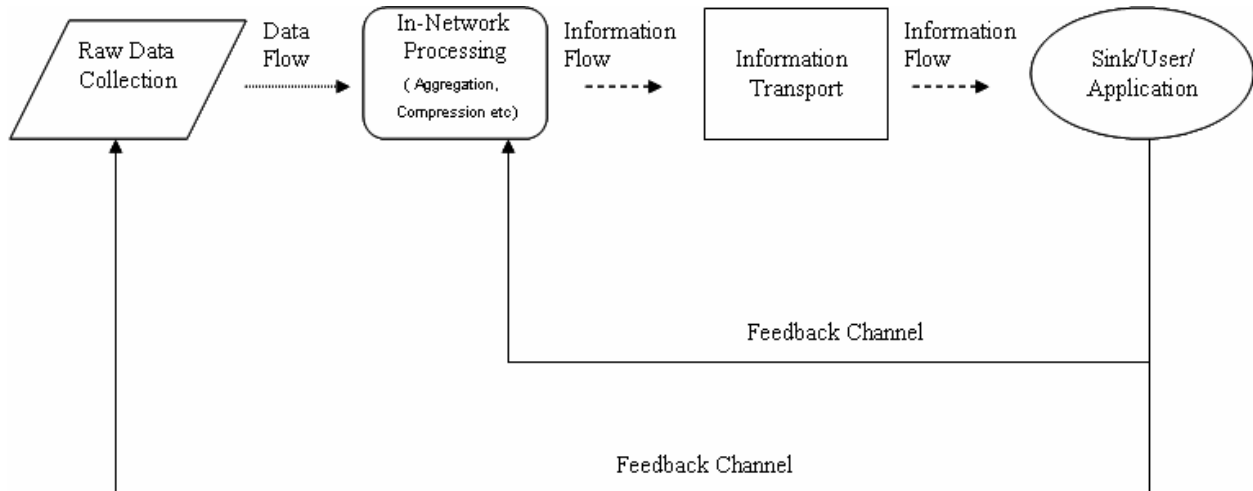 Raw Data
Collection
Data
Flow
In-Network
Processing
( Aggregation,
Compression etc)
Information
Flow
Information
Transport
Information
Flow
Sink/User/
Application
Feedback Channel
Feedback Channel